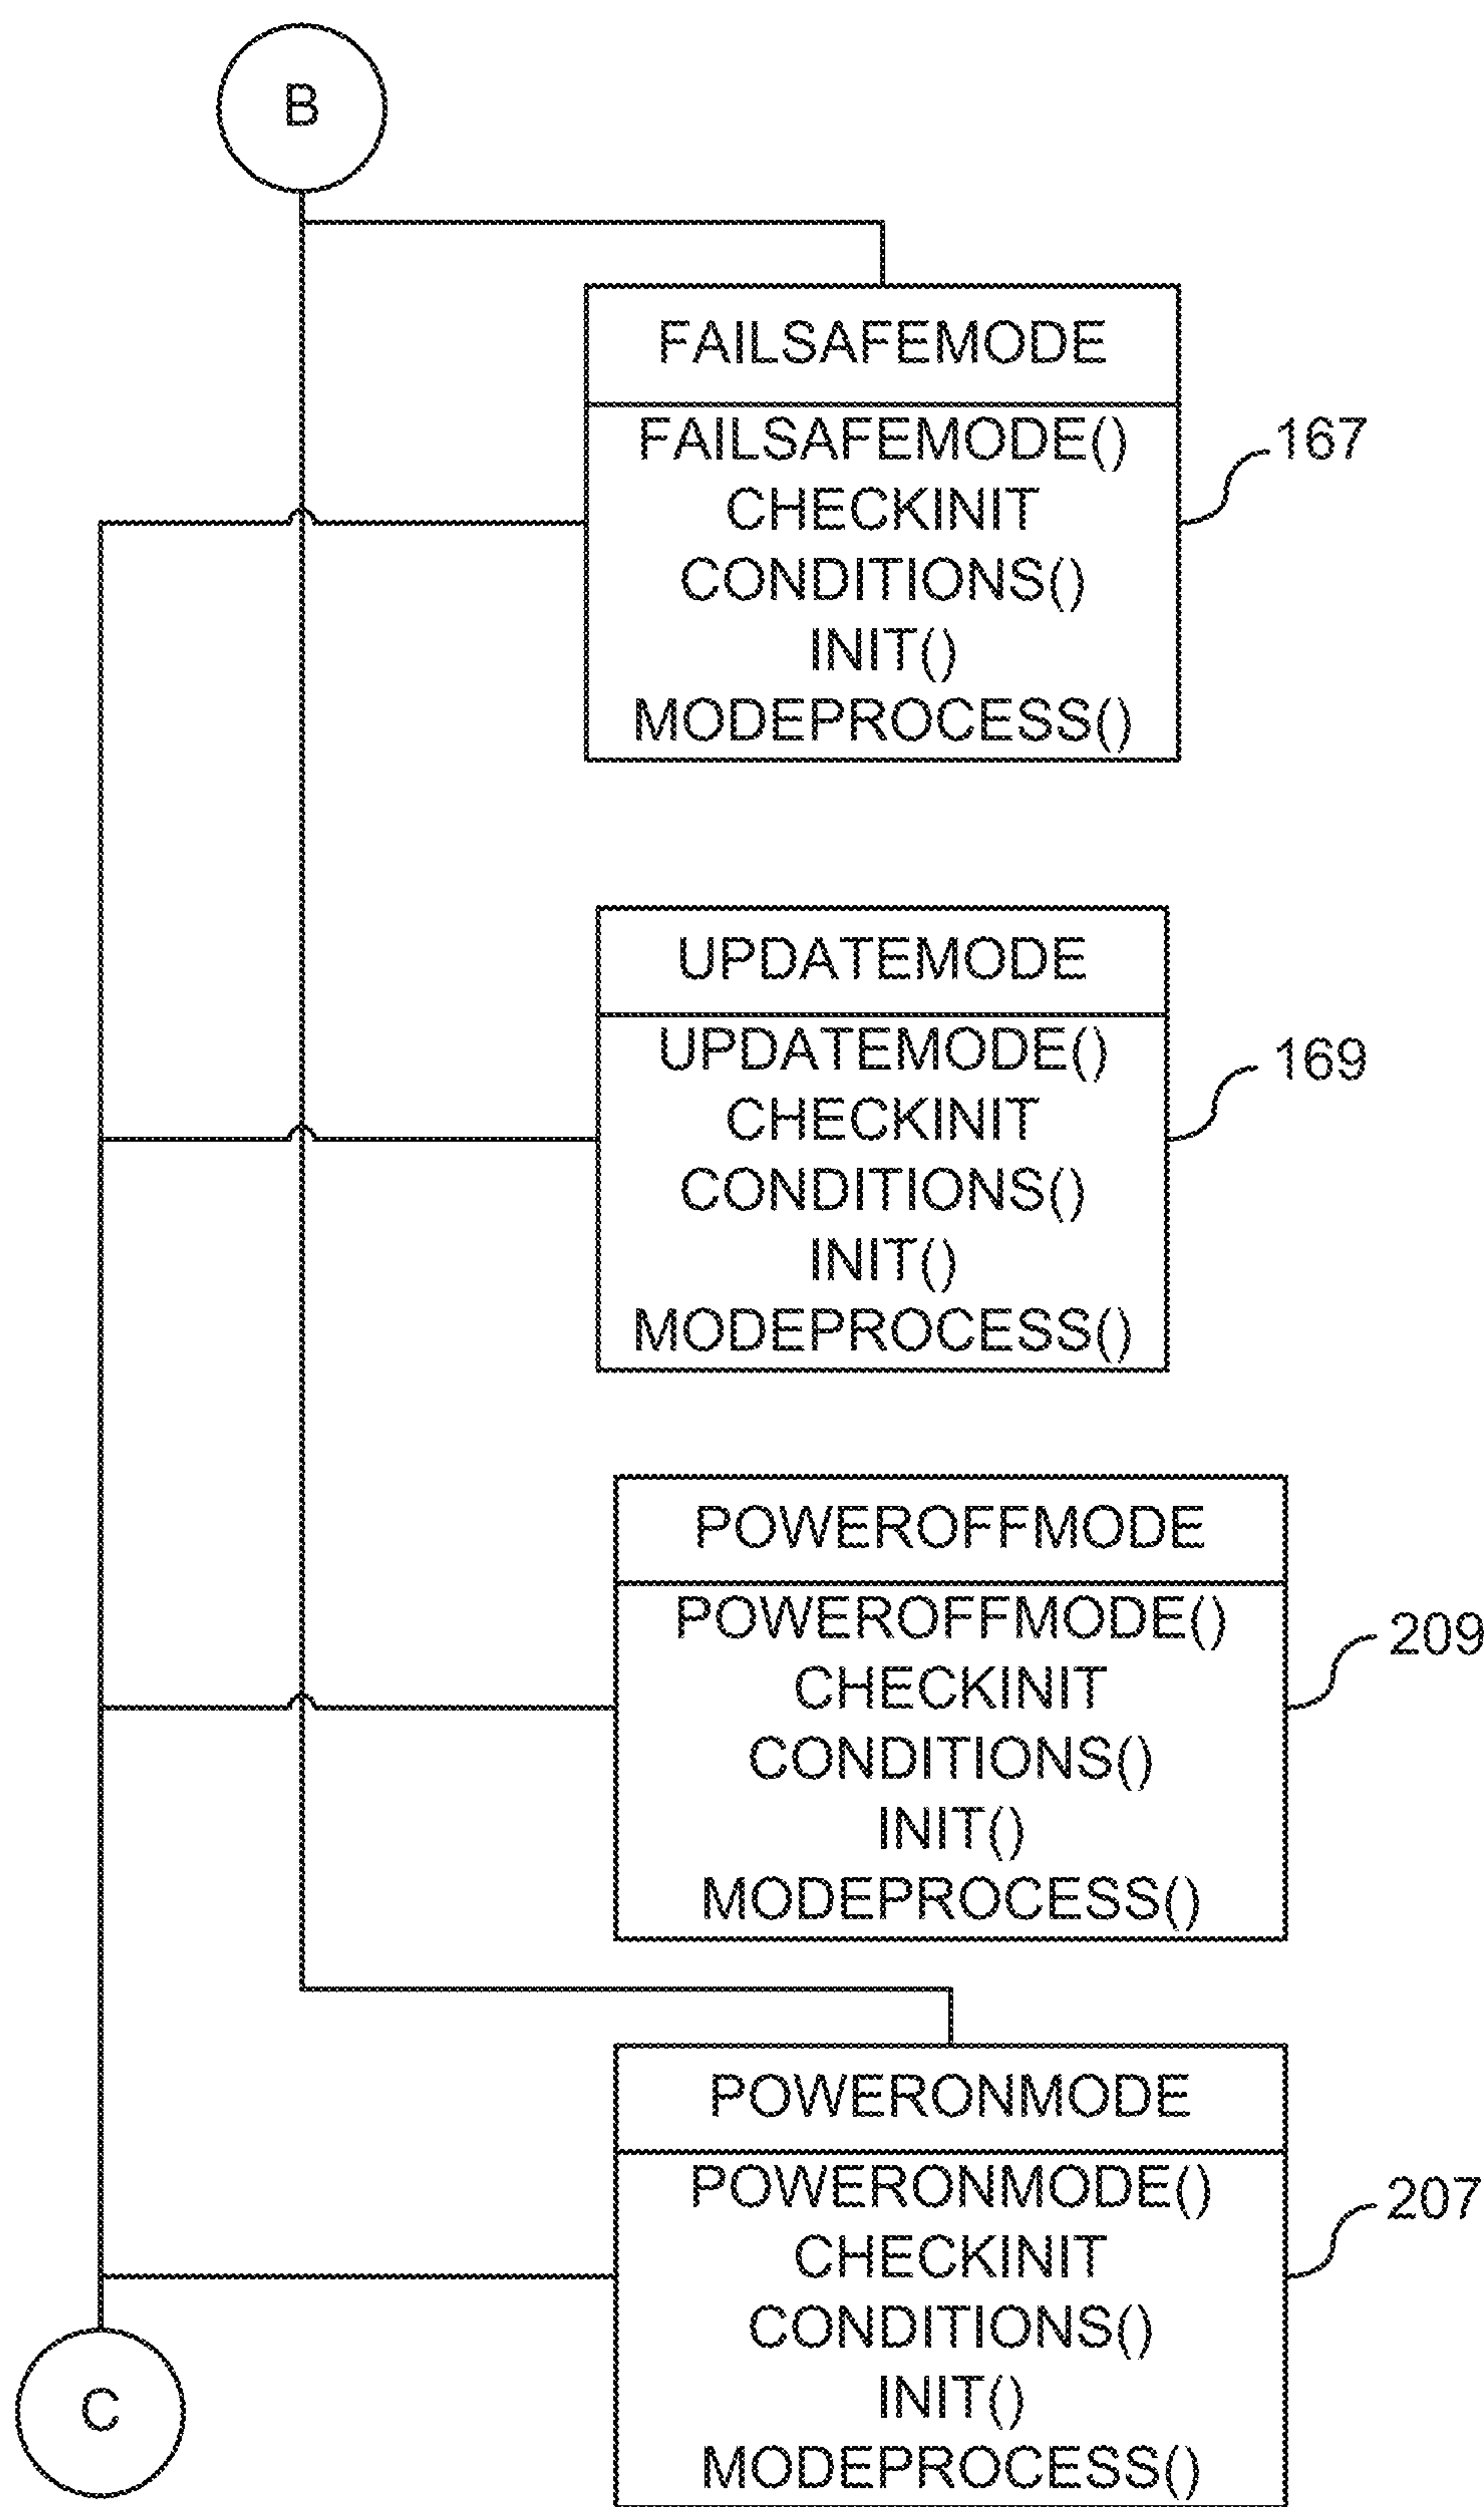 B
FAILSAFEMODE
FAILSAFEMODE()
CHECKINIT
CONDITIONS()
INIT()
MODEPROCESS()
167
UPDATEMODE
UPDATEMODE()
CHECKINIT
CONDITIONS()
INIT()
MODEPROCESS()
169
POWEROFFMODE
POWEROFFMODE()
CHECKINIT
CONDITIONS()
INIT()
MODEPROCESS()
209
POWERONMODE
POWERONMODE()
CHECKINIT
CONDITIONS()
INIT()
MODEPROCESS()
207
C